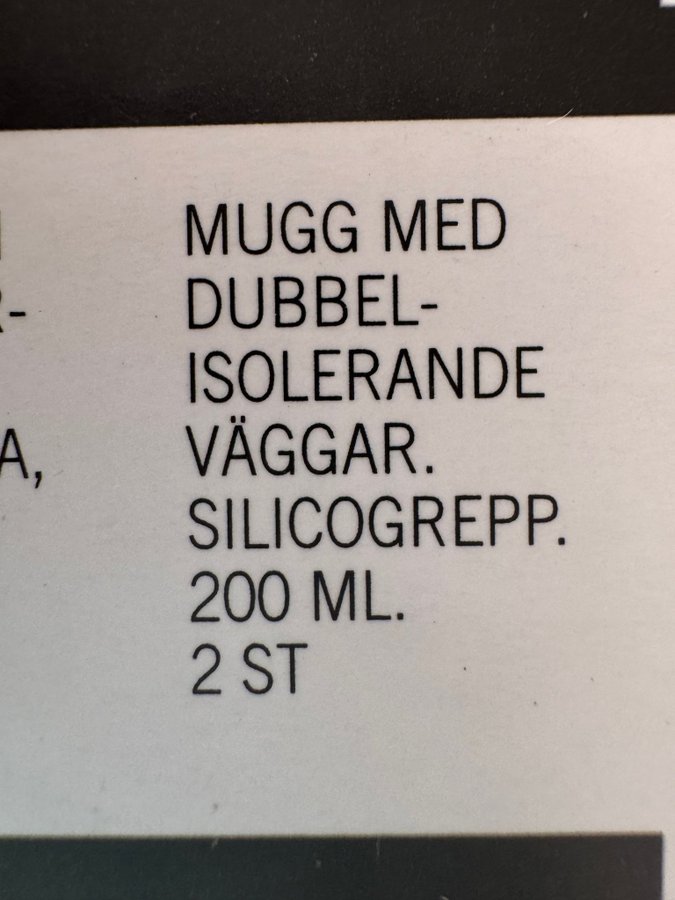 MUGG MED
DUBBEL-
ISOLERANDE
VÄGGAR.
SILICOGREPP.
200 ML.
2 ST